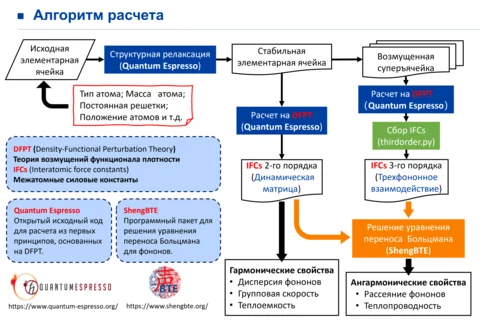 Алгоритм расчета
Исходная
элементарная
ячейка
Структурная релаксация
(Quantum Espresso)
Стабильная
элементарная ячейка
Возмущенная
суперъячейка
Тип атома; Масса атома;
Постоянная решетки;
Положение атомов и т.д.
Расчет на DFPT
(Quantum Espresso)
Расчет на DFPT
(Quantum Espresso)
Сбор IFCs
(thirdorder.py)
DFPT (Density-Functional Perturbation Theory)
Теория возмущений функционала плотности
IFCs (Interatomic force constants)
Межатомные силовые константы
IFCs 2-го порядка
(Динамическая
матрица)
IFCs 3-го порядка
(Трехфононное
взаимодействие)
Quantum Espresso
Открытый исходный код
для расчета из первых
принципов, основанных
на DFPT.
ShengBTE
Программный пакет для
решения уравнения
переноса Больцмана
для фононов.
Решение уравнения
переноса Больцмана
(ShengBTE)
QUANTUMESPRESSO
BTE
https://www.quantum-espresso.org/
https://www.shengbte.org/
Гармонические свойства
• Дисперсия фононов
• Групповая скорость
• Теплоемкость
Ангармонические свойства
• Рассеяние фононов
• Теплопроводность